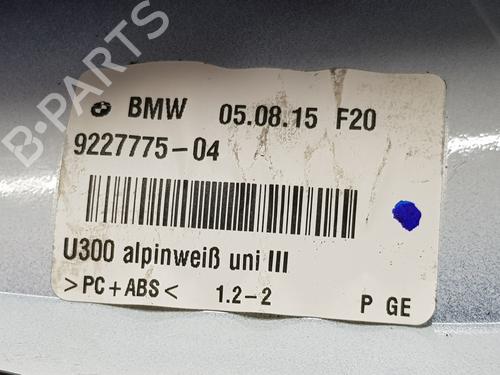 BMW 05.08.15 F20
9227775-04
U300 alpinweiß uni III
>PC+ABS< 1.2-2 P GE
B-PARTS